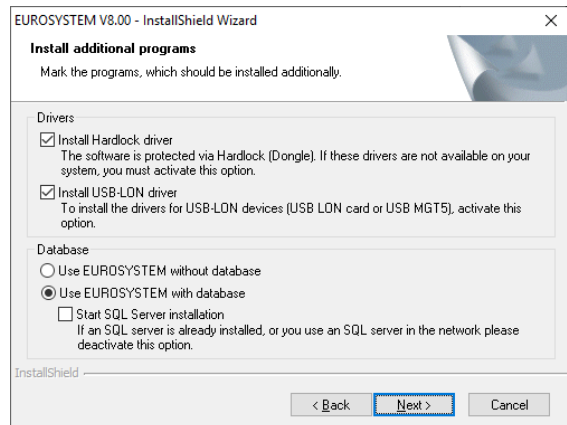 EUROSYSTEM V8.00 - InstallShield Wizard
Install additional programs
Mark the programs, which should be installed additionally.
Drivers
Install Hardlock driver
The software is protected via Hardlock (Dongle). If these drivers are not available on your
system, you must activate this option.
Install USB-LON driver
To install the drivers for USB-LON devices (USB LON card or USB MGT5), activate this
option.
Database
Use EUROSYSTEM without database
Use EUROSYSTEM with database
Start SQL Server installation
If an SQL server is already installed, or you use an SQL server in the network please
deactivate this option.
InstallShield
< Back
Next >
Cancel